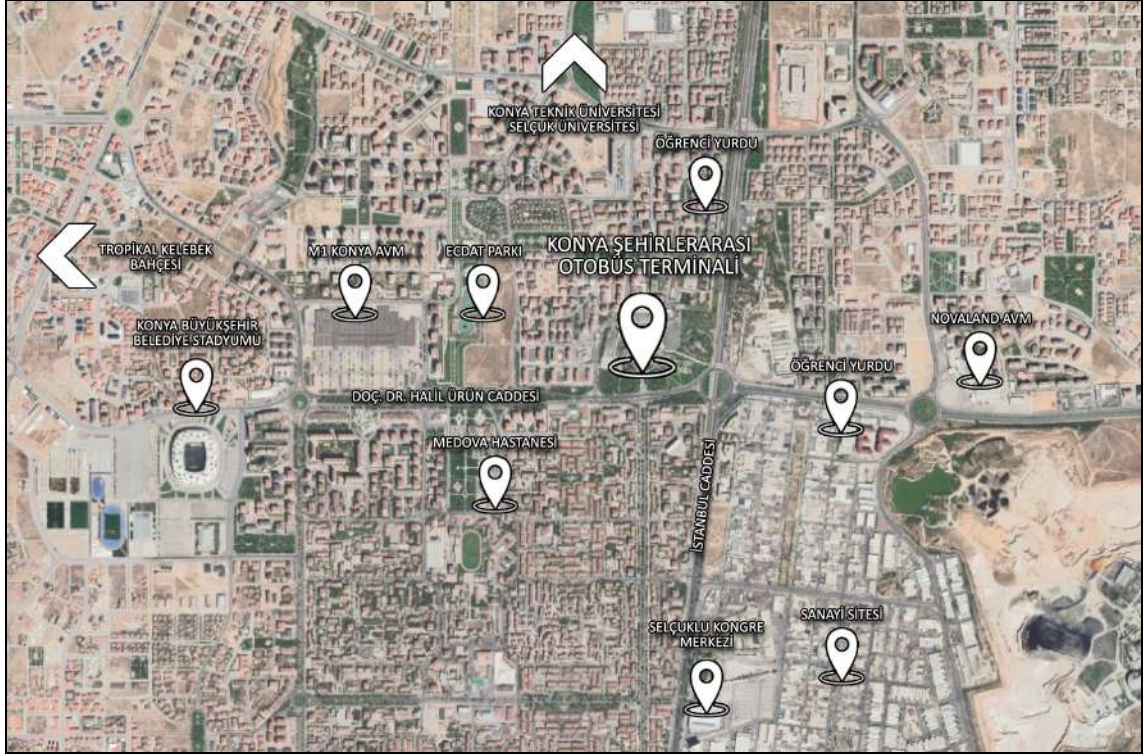 KONYA TEKNİK ÜNİVERSİTESİ
SELÇUK ÜNİVERSİTESİ
ÖĞRENCİ YURDU
TROPİKAL KELEBEK
BAHÇESİ
M1 KONYA AVM
ECDAT PARKI
KONYA ŞEHİRLERARASI
OTOBÜS TERMİNALİ
KONYA BÜYÜKŞEHİR
BELEDİYE STADYUMU
NOVALAND AVM
ÖĞRENCİ YURDU
DOÇ. DR. HALİL ÜRÜN CADDESİ
MEDOVA HASTANESİ
İSTANBUL CADDESİ
SELÇUKLU KONGRE
MERKEZİ
SANAYİ SİTESİ